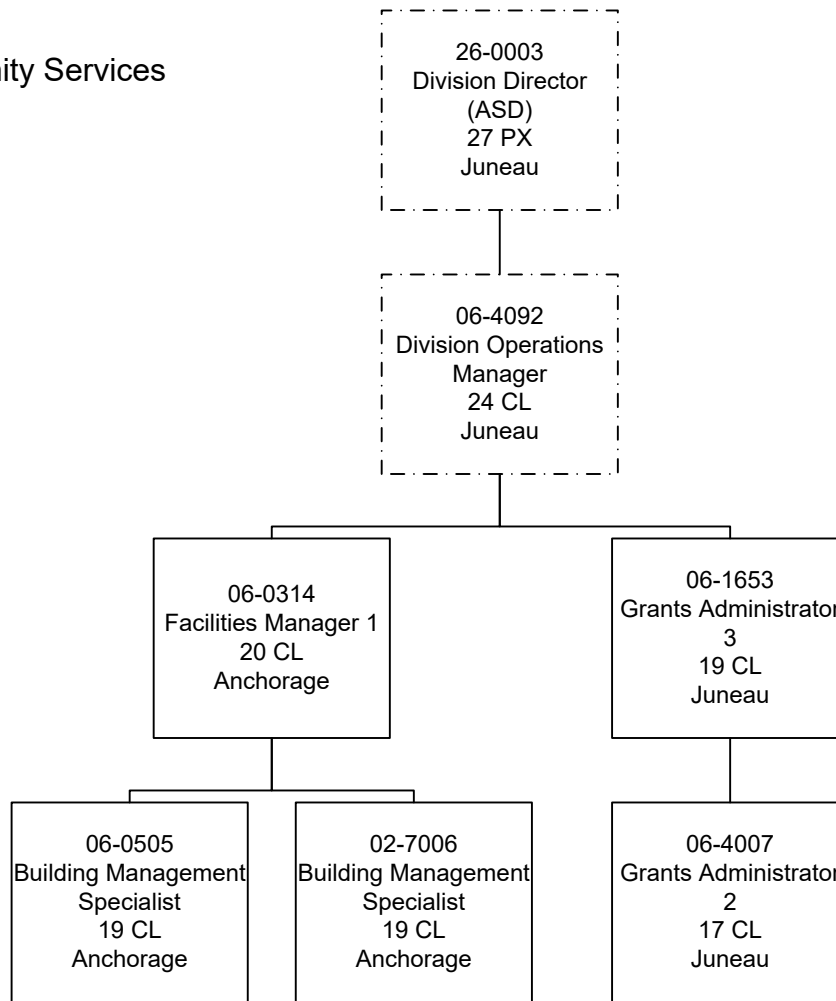 ity Services
26-0003
Division Director
(ASD)
27 PX
Juneau
06-4092
Division Operations
Manager
24 CL
Juneau
06-0314
Facilities Manager 1
20 CL
Anchorage
06-1653
Grants Administrator
3
19 CL
Juneau
06-0505
Building Management
Specialist
19 CL
Anchorage
02-7006
Building Management
Specialist
19 CL
Anchorage
06-4007
Grants Administrator
2
17 CL
Juneau